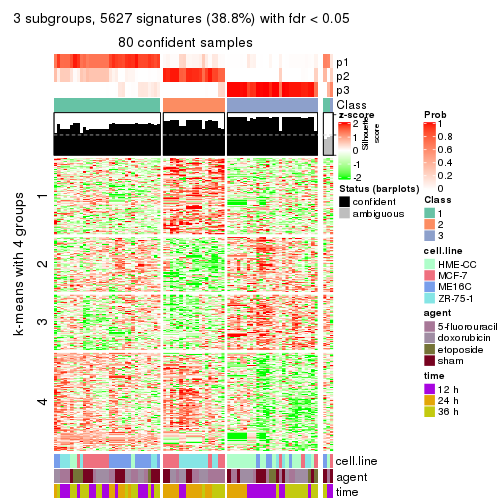 3 subgroups, 5627 signatures (38.8%) with fdr < 0.05
80 confident samples
p1
p2
p3
Class
z-score
2
1
0
-1
-2
Silhouette
score
Prob
1
0.8
0.6
0.4
0.2
0
Status (barplots)
confident
ambiguous
Class
1
2
3
cell.line
HME-CC
MCF-7
ME16C
ZR-75-1
agent
5-fluorouracil
doxorubicin
etoposide
sham
time
12 h
24 h
36 h
k-means with 4 groups
1
2
3
4
cell.line
agent
time